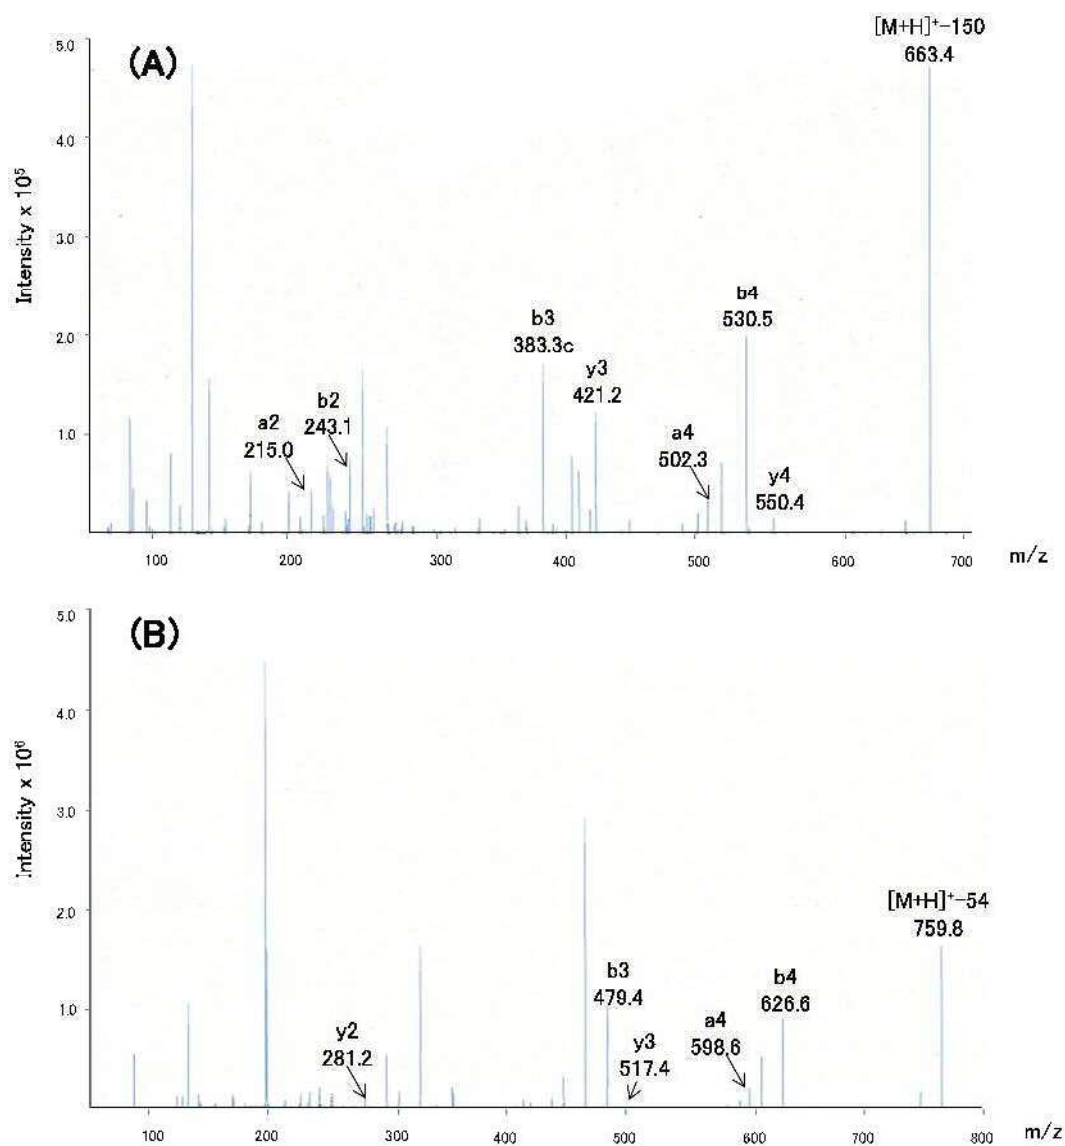 (A)
[M+H]⁺-150
663.4
5.0
4.0
3.0
2.0
1.0
Intensity x 10⁵
b4
530.5
b3
383.3c
y3
421.2
b2
243.1
a2
215.0
a4
502.3
y4
550.4
100
200
300
400
500
600
700
m/z
(B)
5.0
4.0
3.0
2.0
1.0
Intensity x 10⁶
[M+H]⁺-54
759.8
b3
479.4
b4
626.6
a4
598.6
y2
281.2
y3
517.4
100
200
300
400
500
600
700
800
m/z